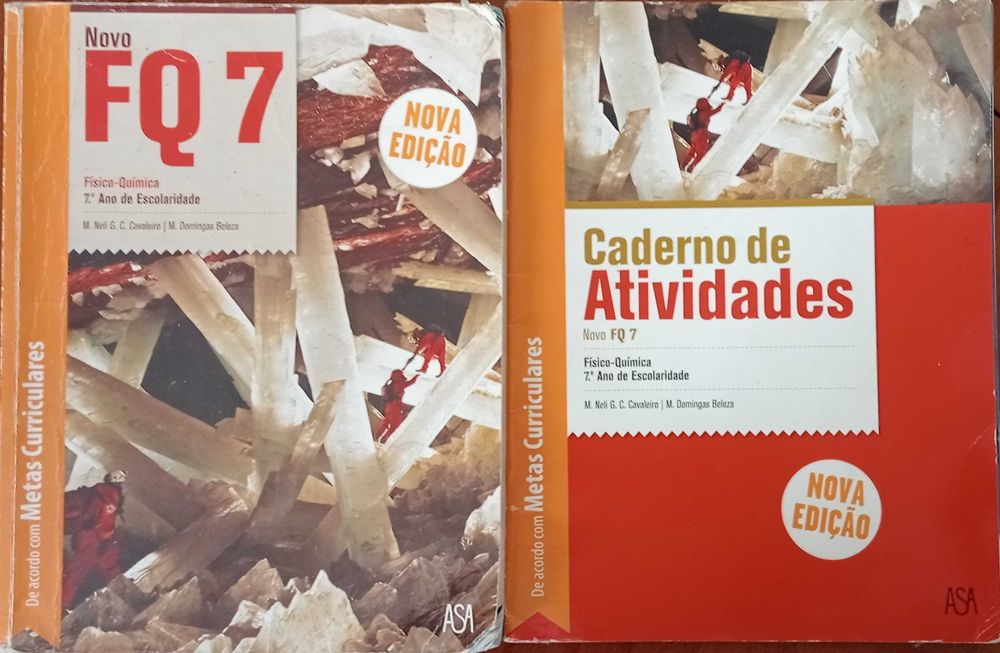 Novo
FQ 7
Físico-Química
7.º Ano de Escolaridade
M. Neli G. C. Cavaleiro | M. Domingas Beleza
NOVA
EDIÇÃO
De acordo com Metas Curriculares
ASA
Caderno de
Atividades
Novo FQ 7
Físico-Química
7.º Ano de Escolaridade
M. Neli G. C. Cavaleiro | M. Domingas Beleza
NOVA
EDIÇÃO
De acordo com Metas Curriculares
ASA